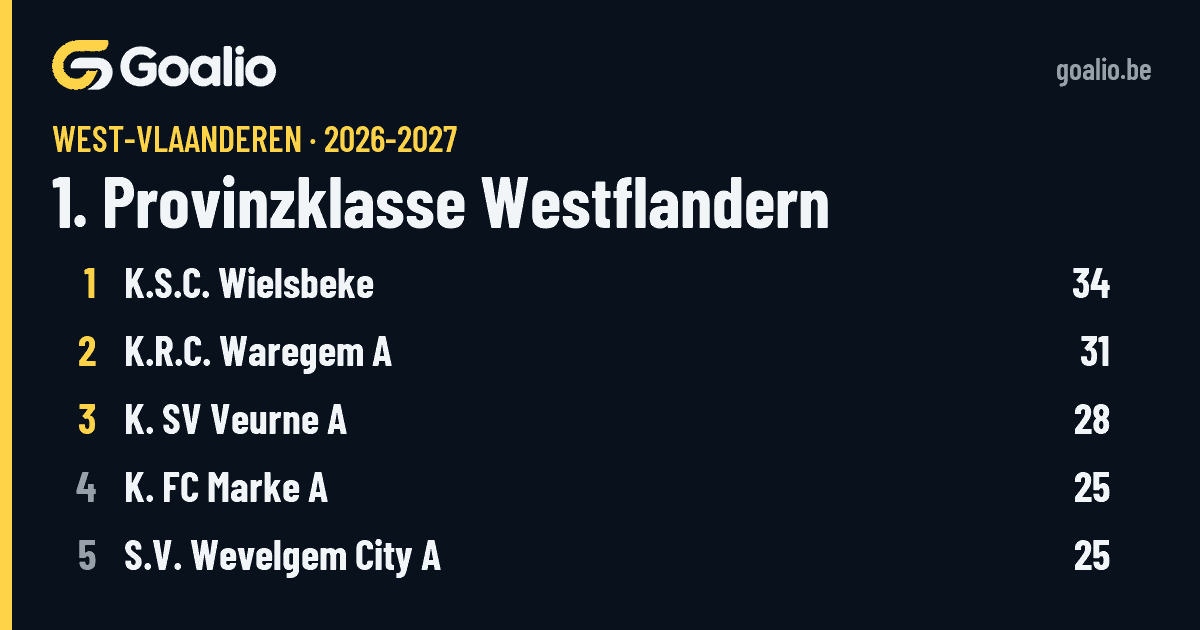 Goalio
goalio.be
WEST-VLAANDEREN · 2026-2027
1. Provinzklasse Westflandern
1 K.S.C. Wielsbeke 34
2 K.R.C. Waregem A 31
3 K. SV Veurne A 28
4 K. FC Marke A 25
5 S.V. Wevelgem City A 25